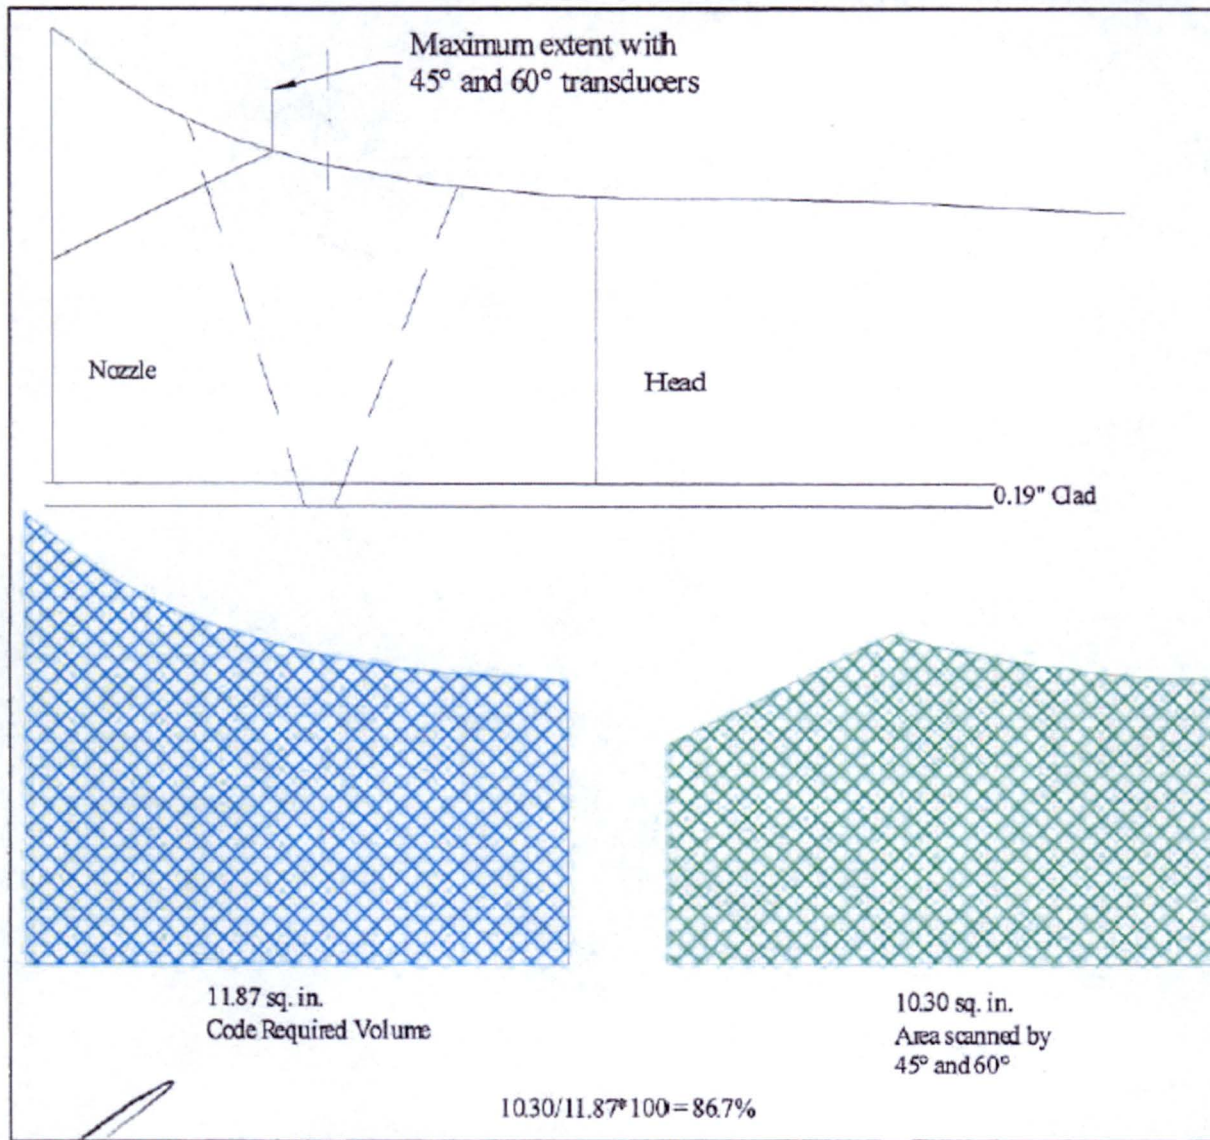 Maximum extent with
45° and 60° transducers
Nozzle
Head
0.19" Clad
11.87 sq. in.
Code Required Volume
10.30 sq. in.
Area scanned by
45° and 60°
10.30/11.87*100=86.7%